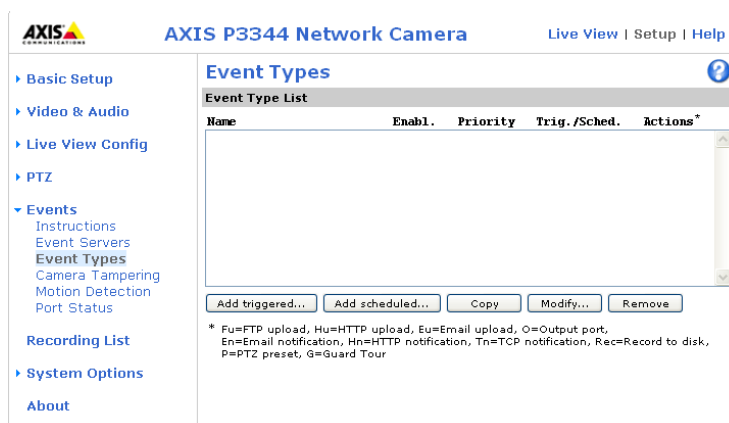 AXIS
COMMUNICATIONS
AXIS P3344 Network Camera
Live View | Setup | Help
Basic Setup
Video & Audio
Live View Config
PTZ
Events
Instructions
Event Servers
Event Types
Camera Tampering
Motion Detection
Port Status
Recording List
System Options
About
Event Types
?
Event Type List
Name Enabl. Priority Trig./Sched. Actions*
Add triggered... Add scheduled... Copy Modify... Remove
* Fu=FTP upload, Hu=HTTP upload, Eu=Email upload, O=Output port,
En=Email notification, Hn=HTTP notification, Tn=TCP notification, Rec=Record to disk,
P=PTZ preset, G=Guard Tour